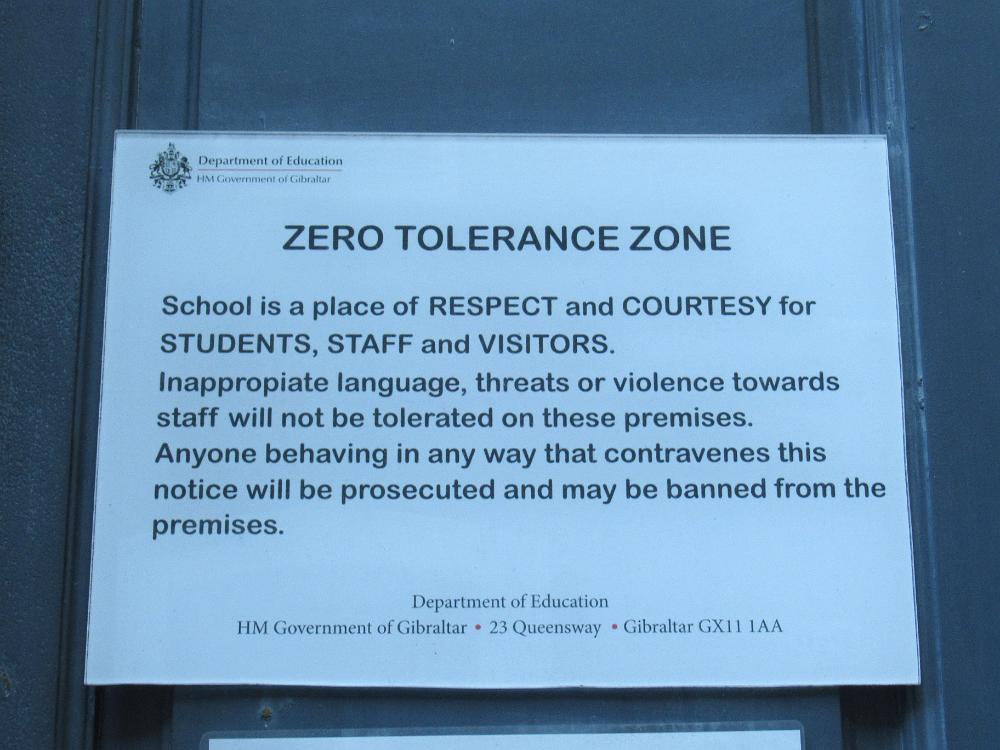 Department of Education
HM Government of Gibraltar
ZERO TOLERANCE ZONE
School is a place of RESPECT and COURTESY for
STUDENTS, STAFF and VISITORS.
Inappropiate language, threats or violence towards
staff will not be tolerated on these premises.
Anyone behaving in any way that contravenes this
notice will be prosecuted and may be banned from the
premises.
Department of Education
HM Government of Gibraltar • 23 Queensway • Gibraltar GX11 1AA